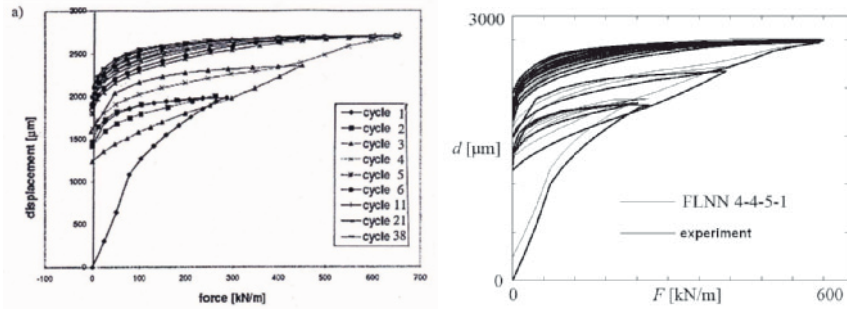 a)
3000
2500
2000
1500
1000
500
0
displacement [μm]
-100 0 100 200 300 400 500 600 700
force [kN/m]
cycle 1
cycle 2
cycle 3
cycle 4
cycle 5
cycle 6
cycle 11
cycle 21
cycle 38
3000
d [μm]
FLNN 4-4-5-1
experiment
0 F [kN/m] 600